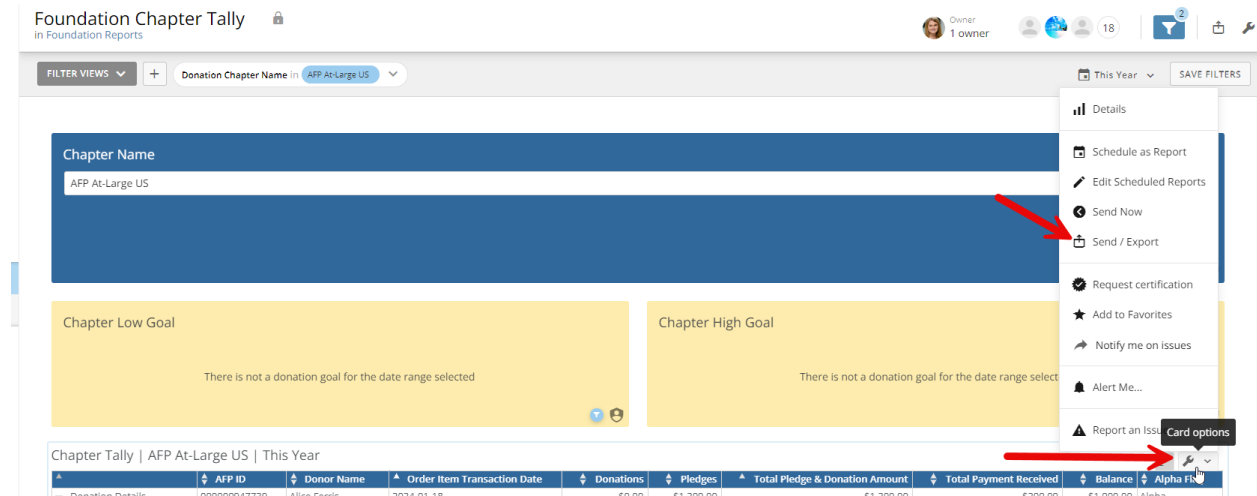 Foundation Chapter Tally
in Foundation Reports
Owner
1 owner
18
2
FILTER VIEWS
+
Donation Chapter Name in AFP At-Large US
This Year
SAVE FILTERS
Details
Schedule as Report
Edit Scheduled Reports
Send Now
Send / Export
Request certification
Add to Favorites
Notify me on issues
Alert Me...
Report an Issu
Card options
Chapter Name
AFP At-Large US
Chapter Low Goal
There is not a donation goal for the date range selected
Chapter High Goal
There is not a donation goal for the date range select
Chapter Tally | AFP At-Large US | This Year
AFP ID Donor Name Order Item Transaction Date Donations Pledges Total Pledge & Donation Amount Total Payment Received Balance Alpha Fi
Donation Details